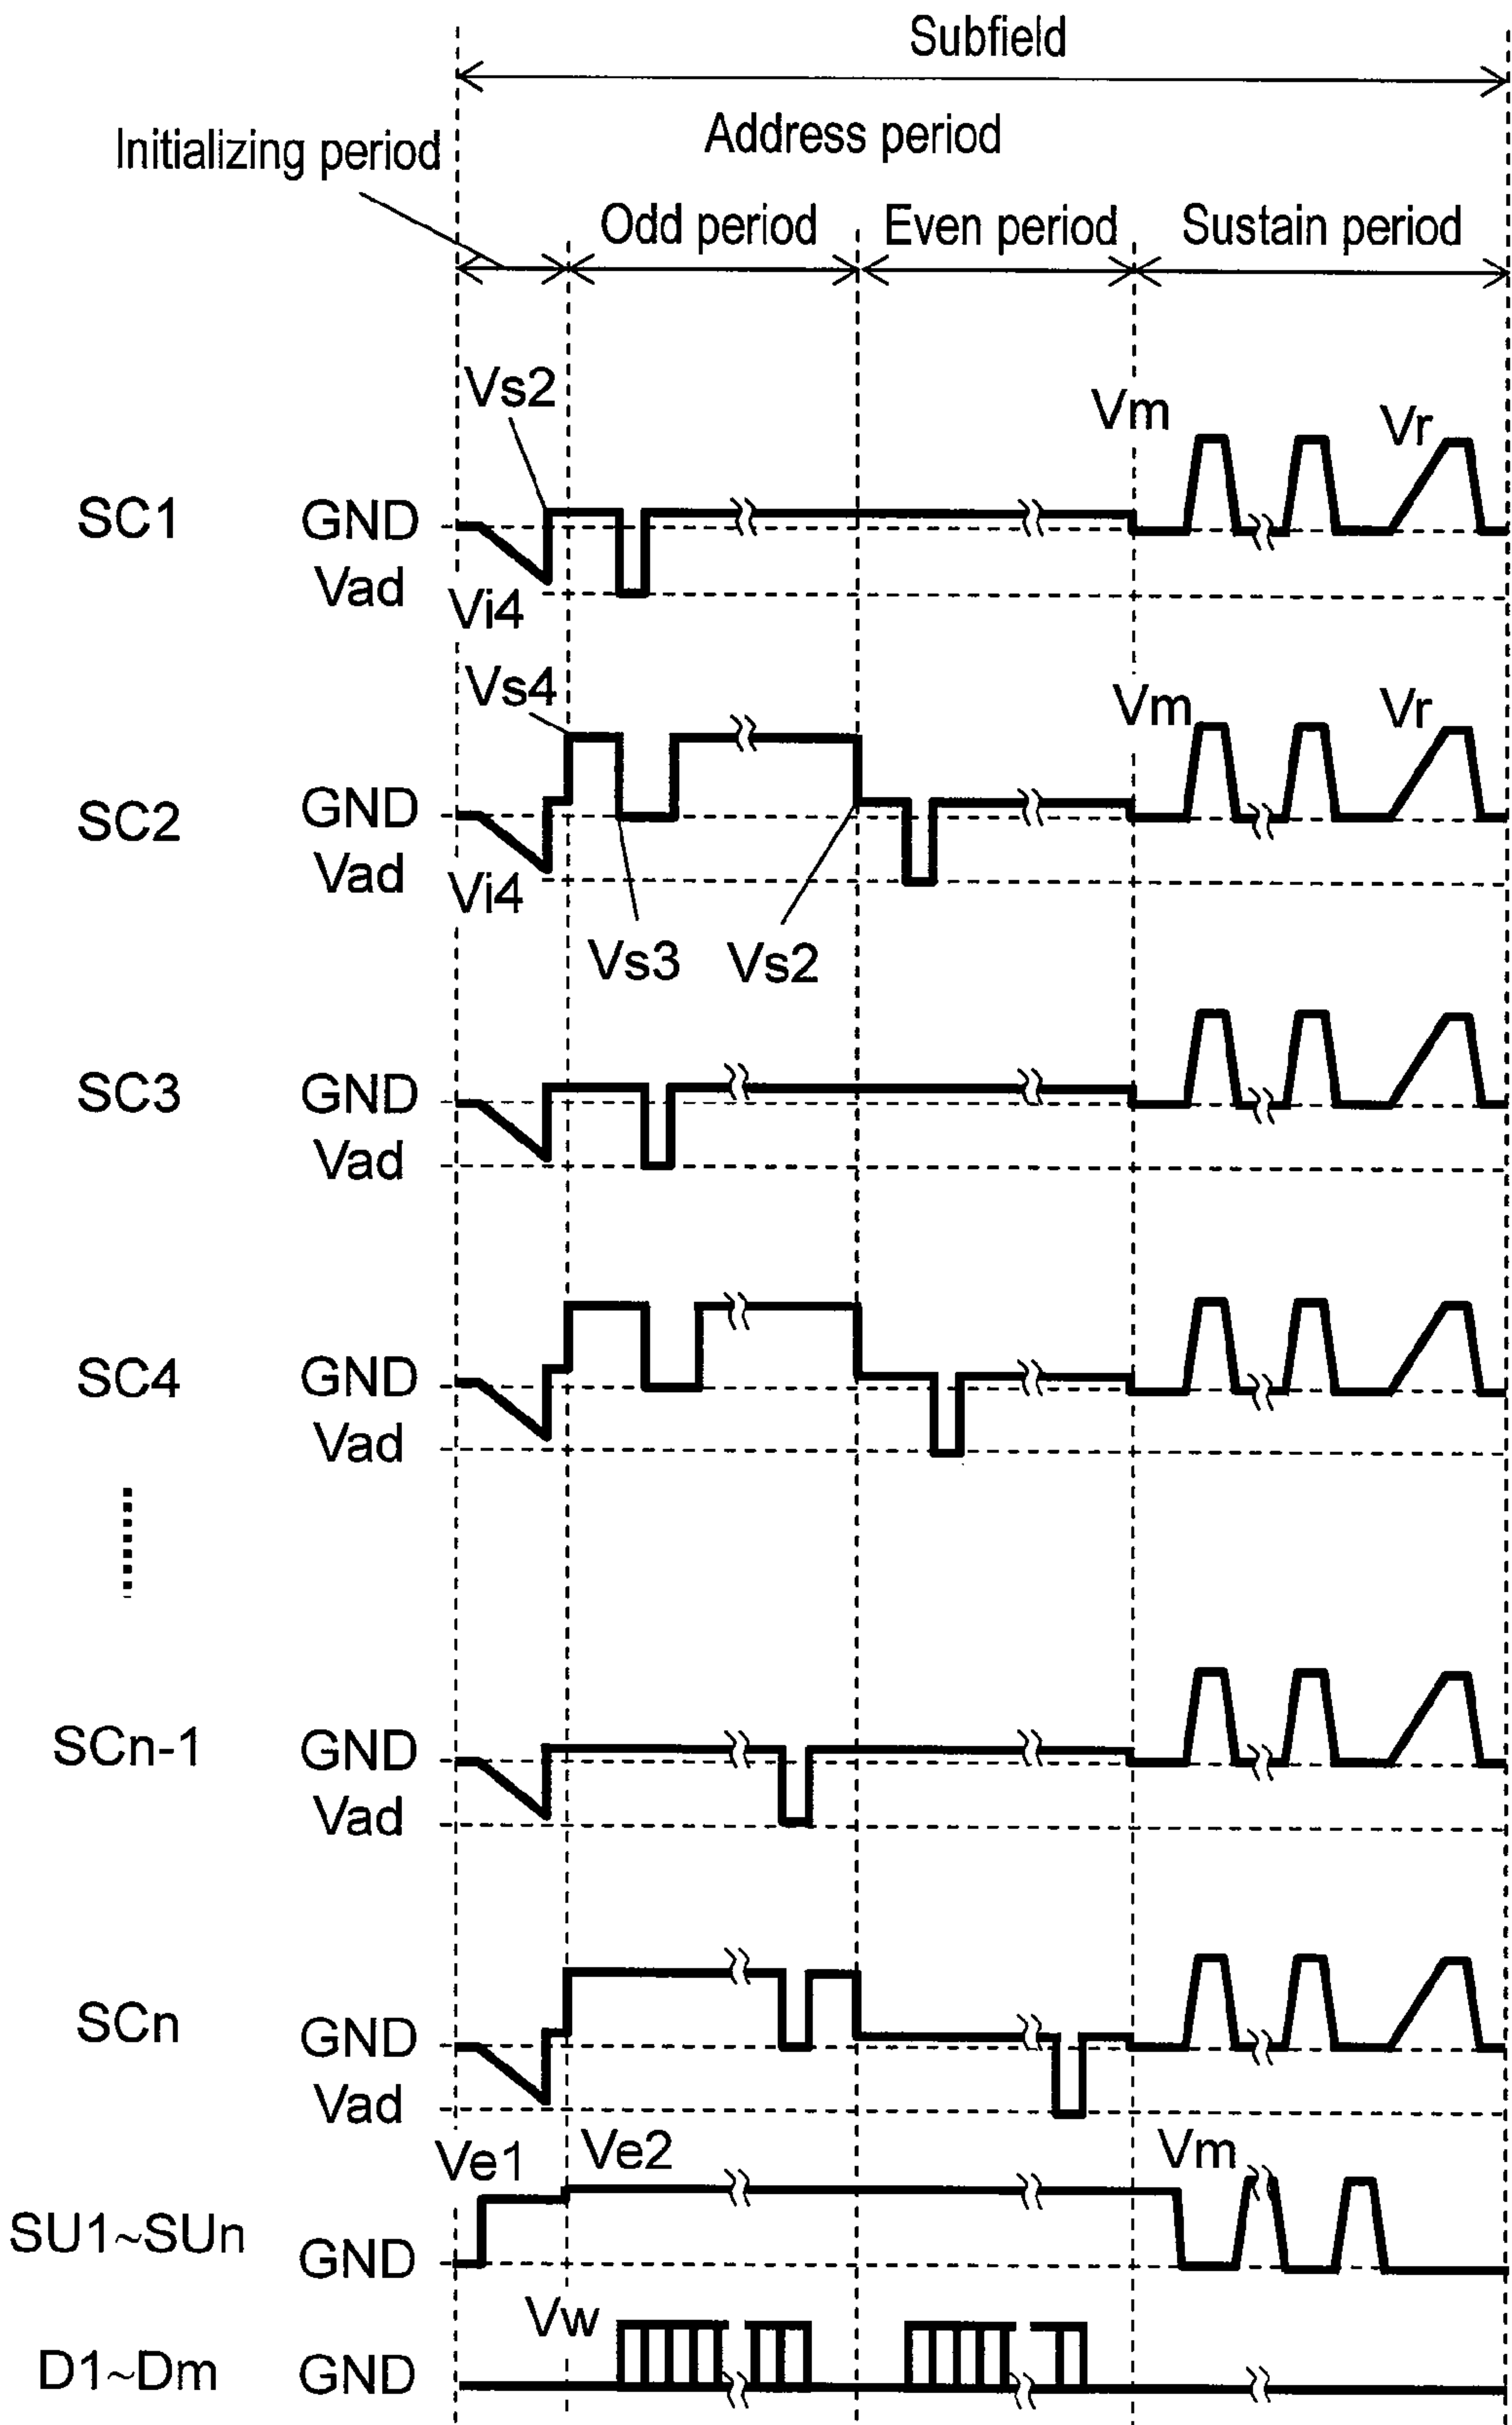 Subfield
Address period
Initializing period
Odd period
Even period
Sustain period
Vs2
Vm
Vr
SC1
GND
Vad
Vi4
Vs4
Vm
Vr
SC2
GND
Vad
Vi4
Vs3
Vs2
SC3
GND
Vad
SC4
GND
Vad
SCn-1
GND
Vad
SCn
GND
Vad
Ve1
Ve2
Vm
SU1~SUn
GND
Vw
D1~Dm
GND